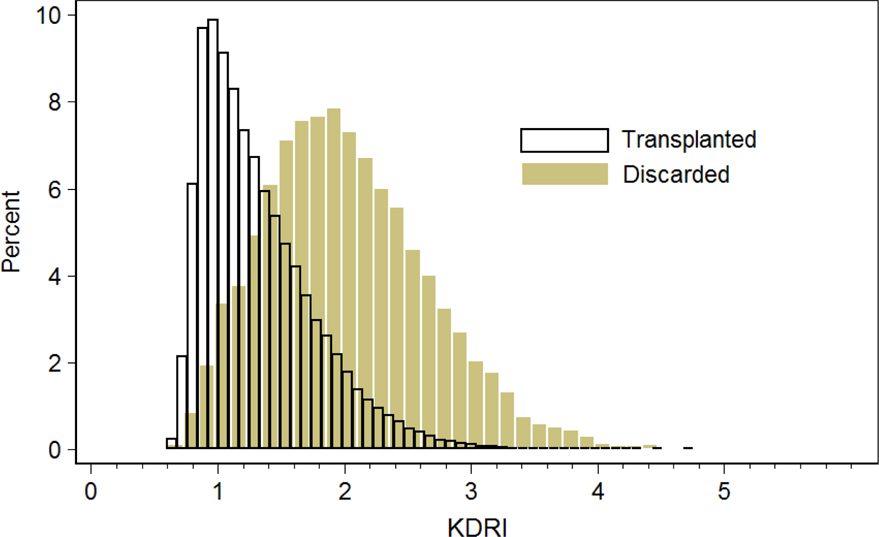 10
8
6
4
2
0
Percent
Transplanted
Discarded
0 1 2 3 4 5
KDRI